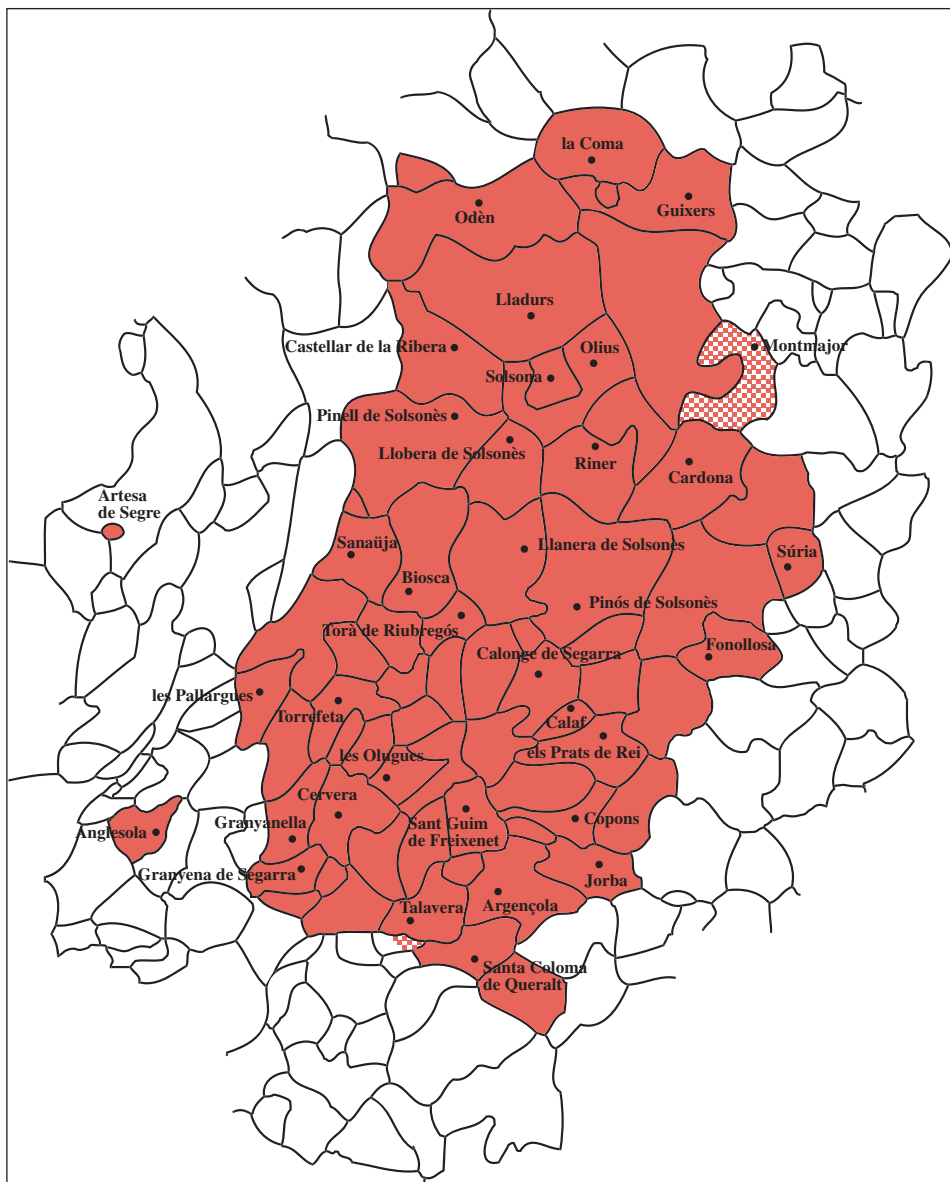 la Coma
Guixers
Odèn
Lladurs
Castellar de la Ribera
Montmajor
Olius
Solsona
Pinell de Solsonès
Llobera de Solsonès
Riner
Cardona
Artesa
de Segre
Sanaüja
Llanera de Solsonès
Súria
Biosca
Pinós de Solsonès
Torà de Riubregós
Fonollosa
Calonge de Segarra
les Pallargues
Torrefeta
Calaf
els Prats de Rei
les Olugues
Cervera
Anglesola
Granyanella
Sant Guim
de Freixenet
Copons
Granyena de Segarra
Jorba
Talavera
Argençola
Santa Coloma
de Queralt